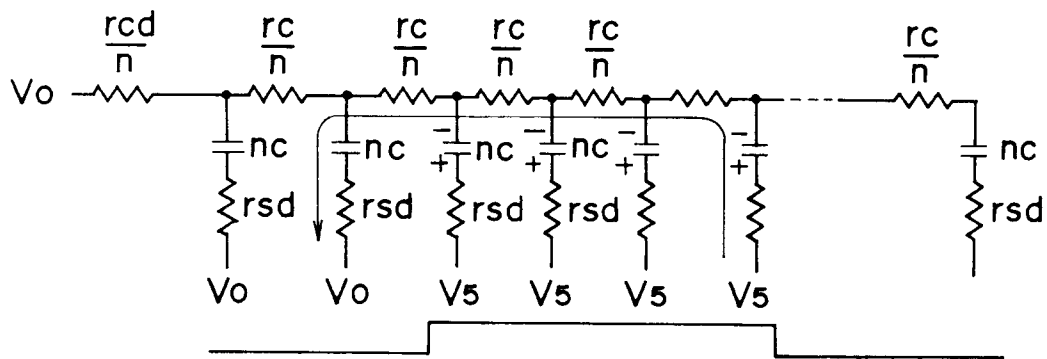 rcd/n rc/n rc/n rc/n rc/n rc/n
Vo
nc nc - + nc - + nc - + - + nc
rsd rsd rsd rsd rsd
Vo Vo V5 V5 V5 V5